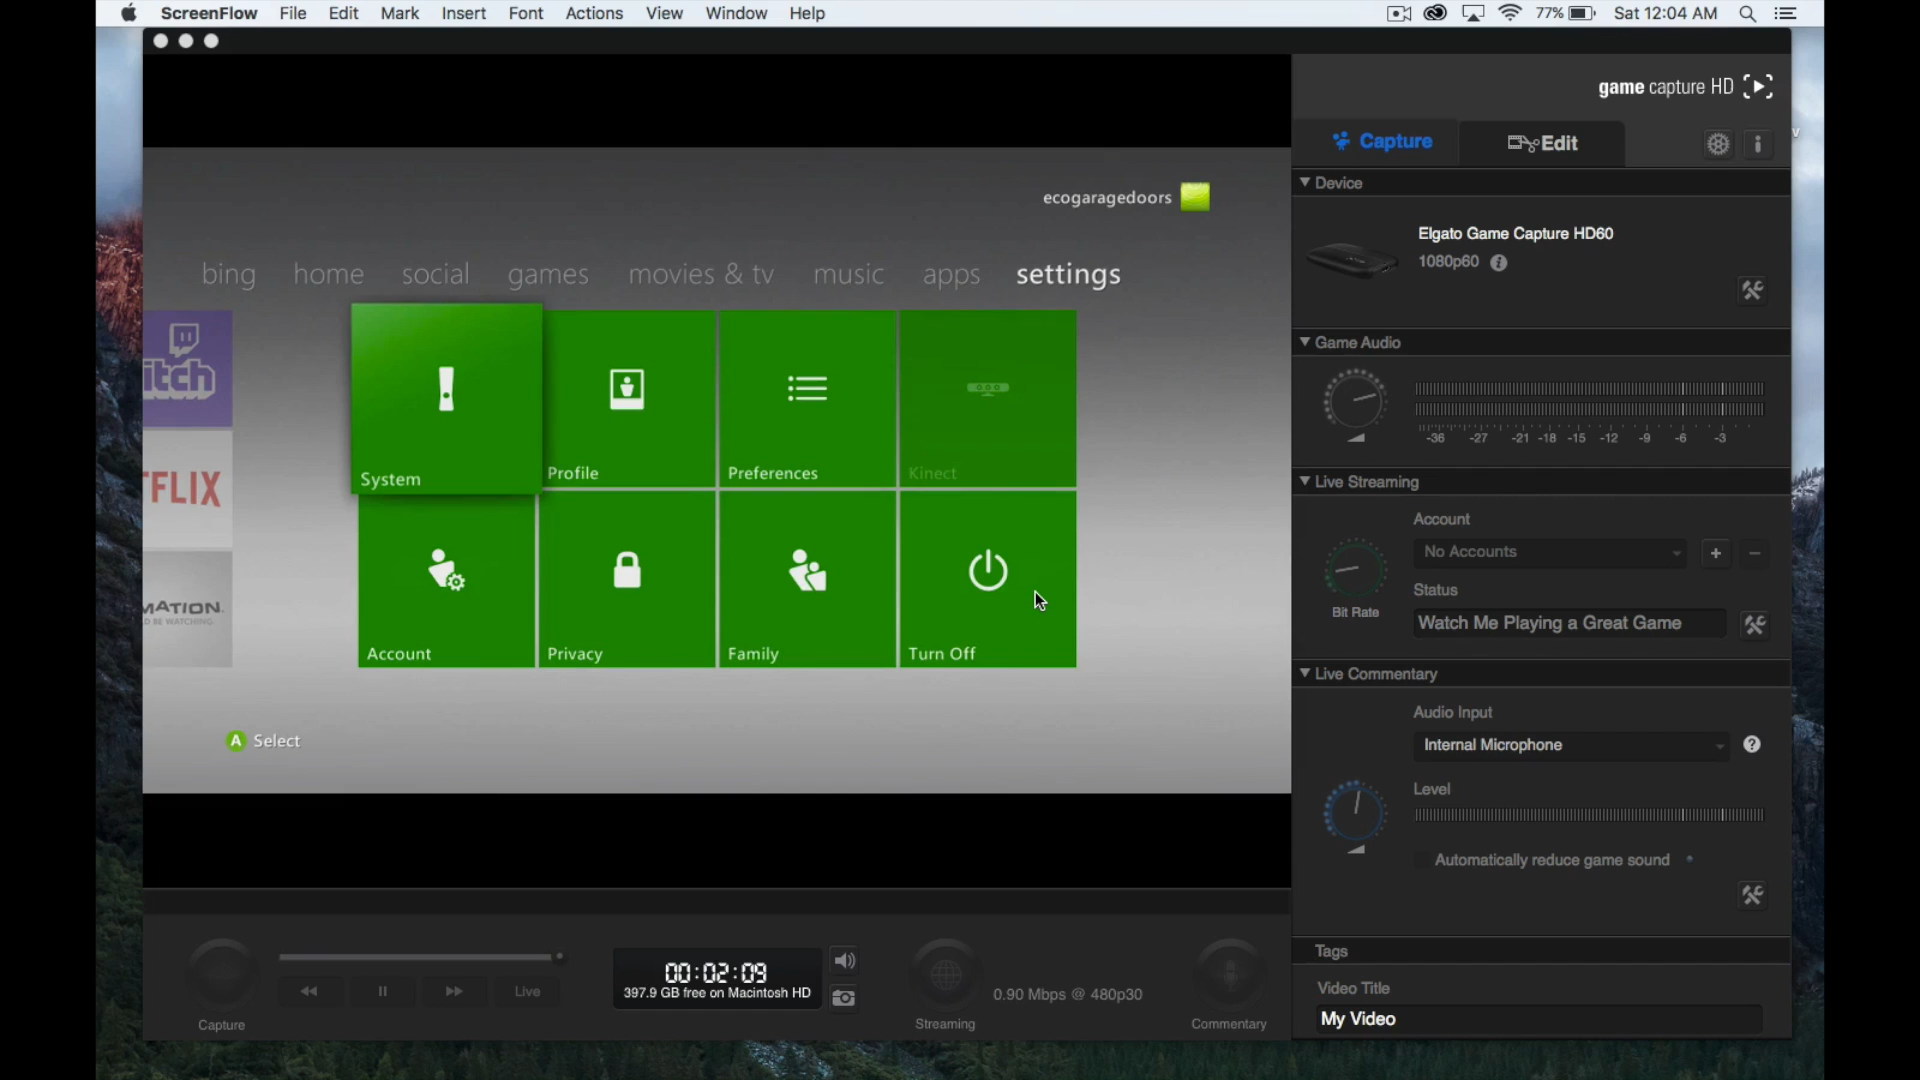 ScreenFlow File Edit Mark Insert Font Actions View Window Help 77% Sat 12:04 AM
game capture HD
Capture Edit
Device
Elgato Game Capture HD60
1080p60
Game Audio
-36 -27 -21 -18 -15 -12 -9 -6 -3
Live Streaming
Account
No Accounts
Status
Bit Rate
Watch Me Playing a Great Game
Live Commentary
Audio Input
Internal Microphone
Level
Automatically reduce game sound
Tags
Video Title
My Video
ecogaragedoors
bing home social games movies & tv music apps settings
itch
TFLIX
MATION.
D BE WATCHING
System Profile Preferences Kinect
Account Privacy Family Turn Off
A Select
00:02:09
397.9 GB free on Macintosh HD
Live
0.90 Mbps @ 480p30
Capture Streaming Commentary
v